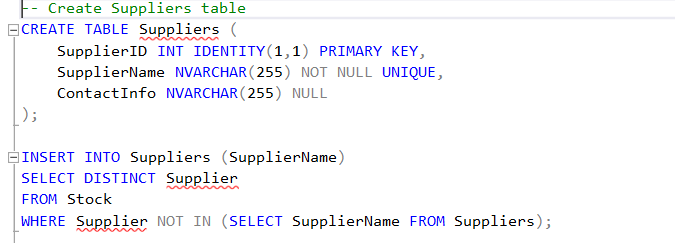 -- Create Suppliers table
CREATE TABLE Suppliers (
    SupplierID INT IDENTITY(1,1) PRIMARY KEY,
    SupplierName NVARCHAR(255) NOT NULL UNIQUE,
    ContactInfo NVARCHAR(255) NULL
);
INSERT INTO Suppliers (SupplierName)
SELECT DISTINCT Supplier
FROM Stock
WHERE Supplier NOT IN (SELECT SupplierName FROM Suppliers);